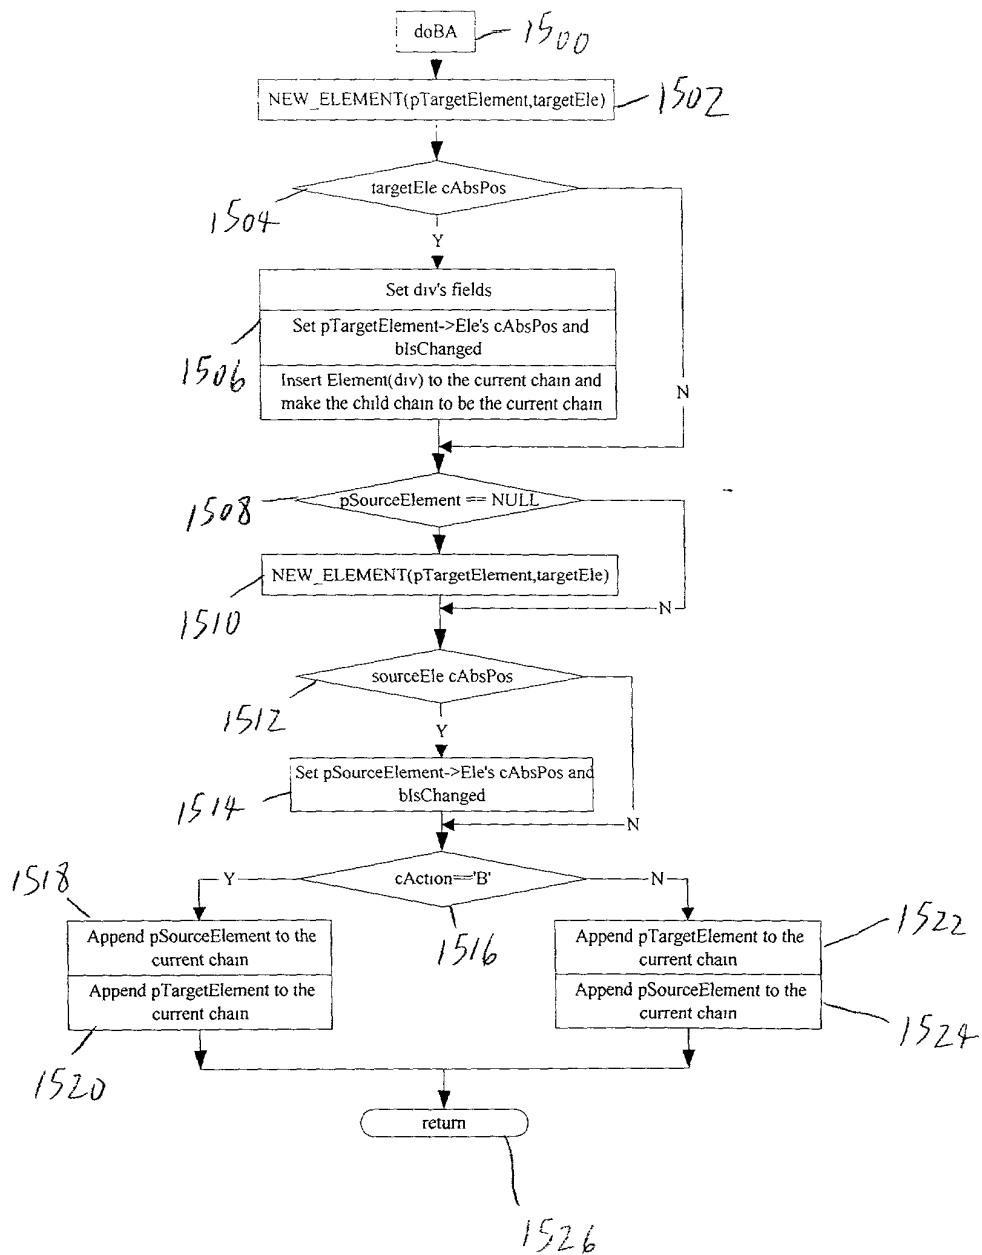 doBA
1500
NEW_ELEMENT(pTargetElement,targetEle)
1502
targetEle cAbsPos
1504
Y
Set div's fields
Set pTargetElement->Ele's cAbsPos and
bIsChanged
1506
Insert Element(div) to the current chain and
make the child chain to be the current chain
N
pSourceElement == NULL
1508
NEW_ELEMENT(pTargetElement,targetEle)
N
1510
sourceEle cAbsPos
1512
Y
Set pSourceElement->Ele's cAbsPos and
bIsChanged
1514
N
cAction=='B'
Y
N
1518
1516
1522
Append pSourceElement to the
current chain
Append pTargetElement to the
current chain
Append pTargetElement to the
current chain
Append pSourceElement to the
current chain
1520
1524
return
1526